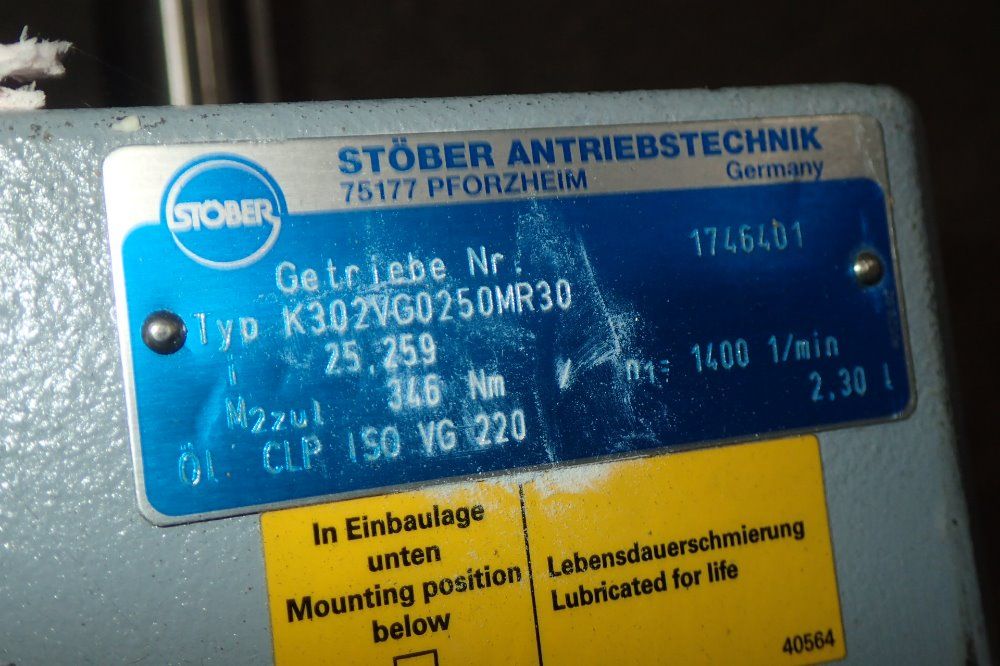 STÖBER
STÖBER ANTRIEBSTECHNIK
75177 PFORZHEIM Germany
Getriebe Nr. 1746401
Typ K302VG0250MR30
i 25,259
M2zul 346 Nm / n1= 1400 1/min
Öl CLP ISO VG 220 2.30 l
In Einbaulage
unten
Mounting position
below
Lebensdauerschmierung
Lubricated for life
40564